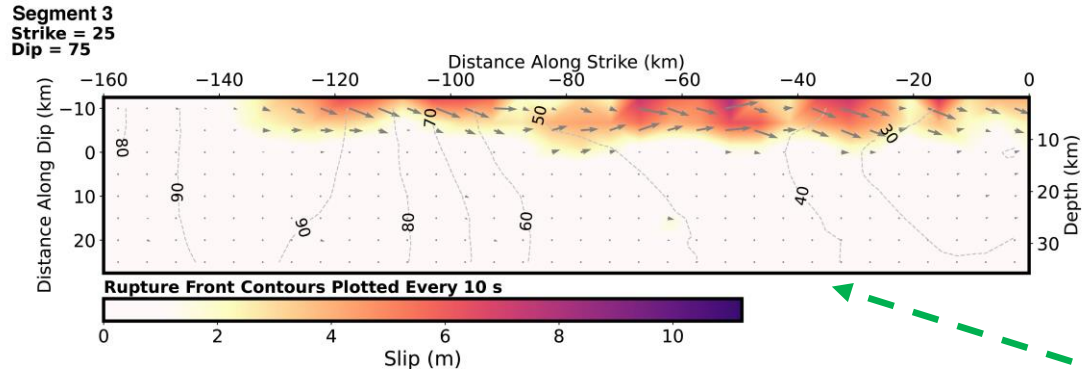 Segment 3
Strike = 25
Dip = 75
Distance Along Strike (km)
−160 −140 −120 −100 −80 −60 −40 −20 0
Distance Along Dip (km)
−10
0
10
20
Depth (km)
10
20
30
80
90
90
80
70
60
50
40
30
Rupture Front Contours Plotted Every 10 s
0 2 4 6 8 10
Slip (m)